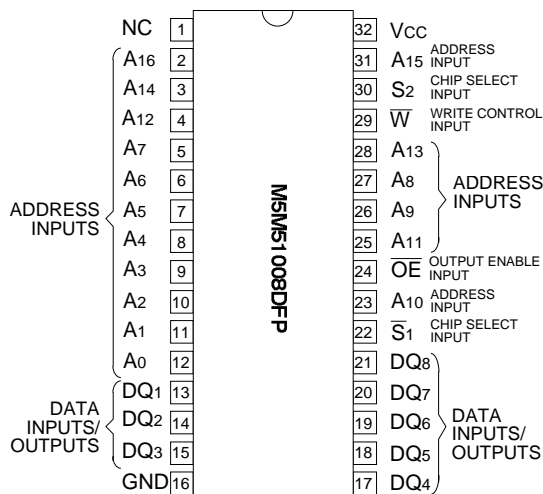 NC 1
A16 2
A14 3
A12 4
A7 5
A6 6
A5 7
A4 8
A3 9
A2 10
A1 11
A0 12
DQ1 13
DQ2 14
DQ3 15
GND 16
ADDRESS
INPUTS
DATA
INPUTS/
OUTPUTS
M5M51008DFP
32 VCC
31 A15 ADDRESS
INPUT
30 S2 CHIP SELECT
INPUT
29 W̅ WRITE CONTROL
INPUT
28 A13
27 A8
26 A9
25 A11
ADDRESS
INPUTS
24 O̅E̅ OUTPUT ENABLE
INPUT
23 A10 ADDRESS
INPUT
22 S̅1 CHIP SELECT
INPUT
21 DQ8
20 DQ7
19 DQ6
18 DQ5
17 DQ4
DATA
INPUTS/
OUTPUTS